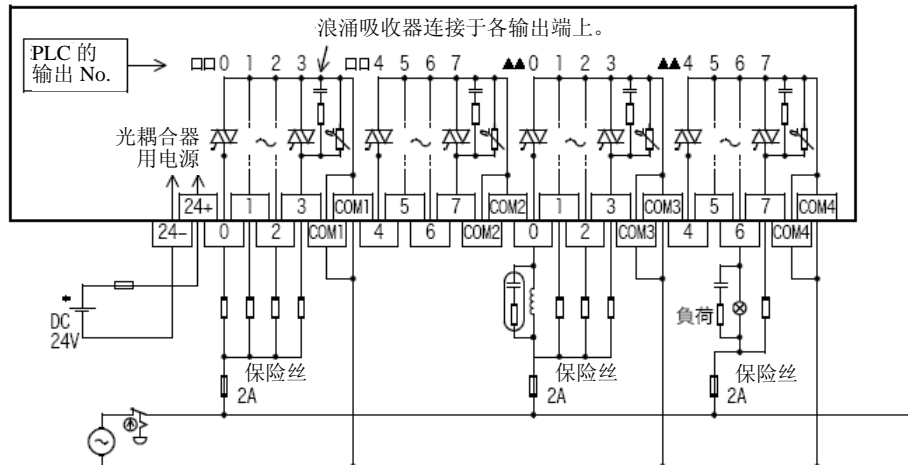 浪涌吸收器连接于各输出端上。
PLC 的
输出 No.
口口 0 1 2 3 口口 4 5 6 7 ▲▲ 0 1 2 3 ▲▲ 4 5 6 7
光耦合器
用电源
24+ 1 3 COM1 5 7 COM2 1 3 COM3 5 7 COM4
24- 0 2 COM1 4 6 COM2 0 2 COM3 4 6 COM4
DC
24V
負荷
保险丝 保险丝 保险丝
2A 2A 2A